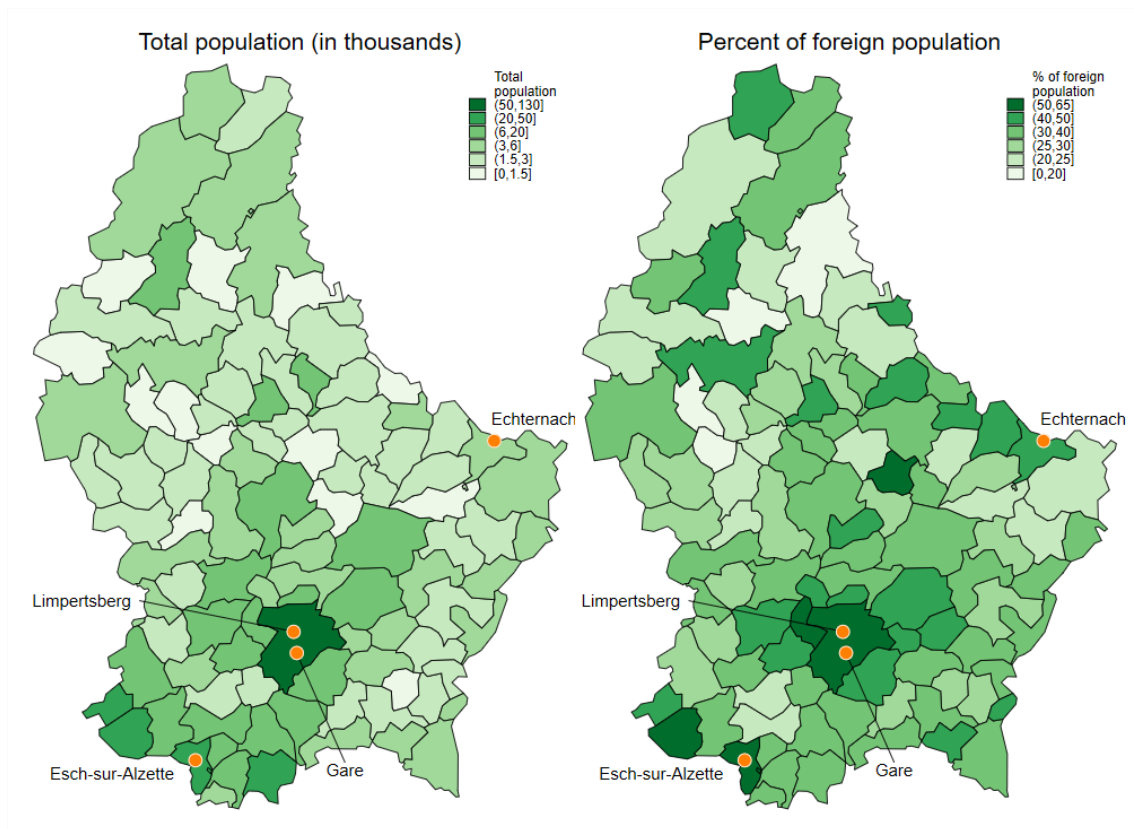 Total population (in thousands)
Total
population
(50,130]
(20,50]
(6,20]
(3,6]
(1.5,3]
[0,1.5]
Echternach
Limpertsberg
Esch-sur-Alzette
Gare
Percent of foreign population
% of foreign
population
(50,65]
(40,50]
(30,40]
(25,30]
(20,25]
[0,20]
Echternach
Limpertsberg
Esch-sur-Alzette
Gare